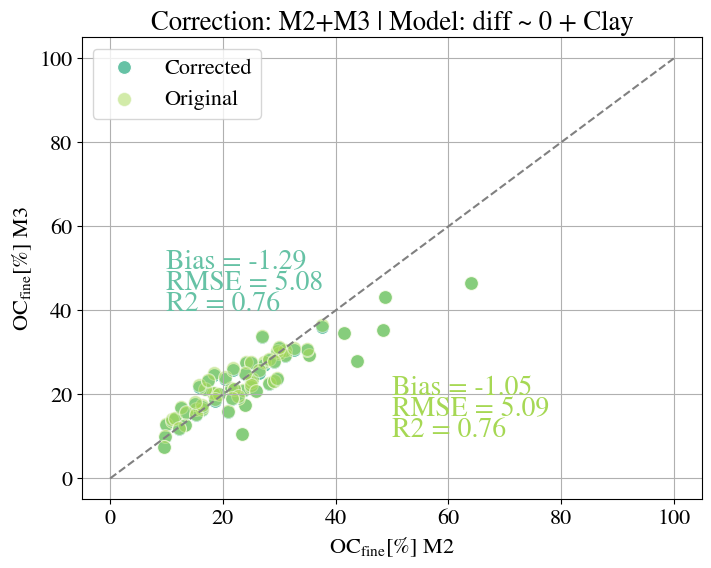 Correction: M2+M3 | Model: diff ~ 0 + Clay
100
80
60
40
20
0
OCfine[%] M3
Corrected
Original
Bias = -1.29
RMSE = 5.08
R2 = 0.76
Bias = -1.05
RMSE = 5.09
R2 = 0.76
0 20 40 60 80 100
OCfine[%] M2